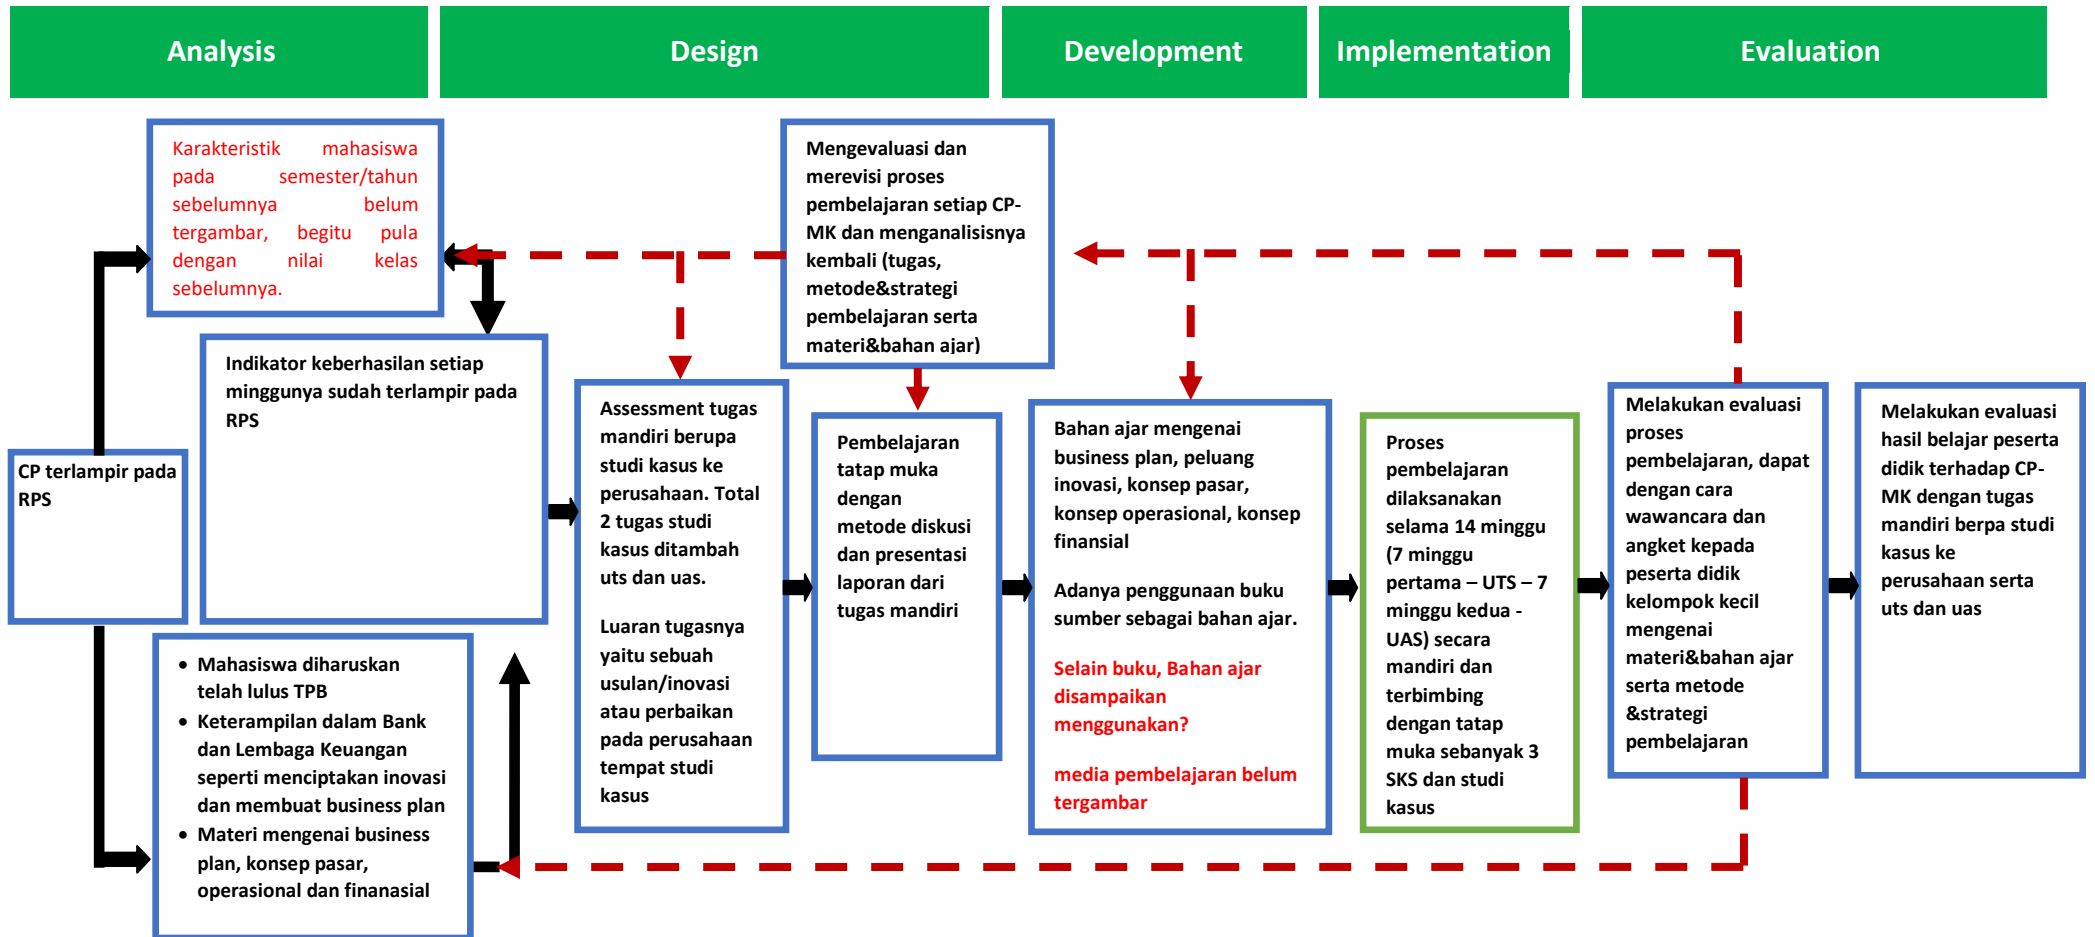 Analysis
Design
Development
Implementation
Evaluation
Karakteristik mahasiswa
pada semester/tahun
sebelumnya belum
tergambar, begitu pula
dengan nilai kelas
sebelumnya.
Indikator keberhasilan setiap
minggunya sudah terlampir pada
RPS
CP terlampir pada
RPS
• Mahasiswa diharuskan
telah lulus TPB
• Keterampilan dalam Bank
dan Lembaga Keuangan
seperti menciptakan inovasi
dan membuat business plan
• Materi mengenai business
plan, konsep pasar,
operasional dan finanasial
Mengevaluasi dan
merevisi proses
pembelajaran setiap CP-
MK dan menganalisisnya
kembali (tugas,
metode&strategi
pembelajaran serta
materi&bahan ajar)
Assessment tugas
mandiri berupa
studi kasus ke
perusahaan. Total
2 tugas studi
kasus ditambah
uts dan uas.
Luaran tugasnya
yaitu sebuah
usulan/inovasi
atau perbaikan
pada perusahaan
tempat studi
kasus
Pembelajaran
tatap muka
dengan
metode diskusi
dan presentasi
laporan dari
tugas mandiri
Bahan ajar mengenai
business plan, peluang
inovasi, konsep pasar,
konsep operasional, konsep
finansial
Adanya penggunaan buku
sumber sebagai bahan ajar.
Selain buku, Bahan ajar
disampaikan
menggunakan?
media pembelajaran belum
tergambar
Proses
pembelajaran
dilaksanakan
selama 14 minggu
(7 minggu
pertama – UTS – 7
minggu kedua -
UAS) secara
mandiri dan
terbimbing
dengan tatap
muka sebanyak 3
SKS dan studi
kasus
Melakukan evaluasi
proses
pembelajaran, dapat
dengan cara
wawancara dan
angket kepada
peserta didik
kelompok kecil
mengenai
materi&bahan ajar
serta metode
&strategi
pembelajaran
Melakukan evaluasi
hasil belajar peserta
didik terhadap CP-
MK dengan tugas
mandiri berpa studi
kasus ke
perusahaan serta
uts dan uas